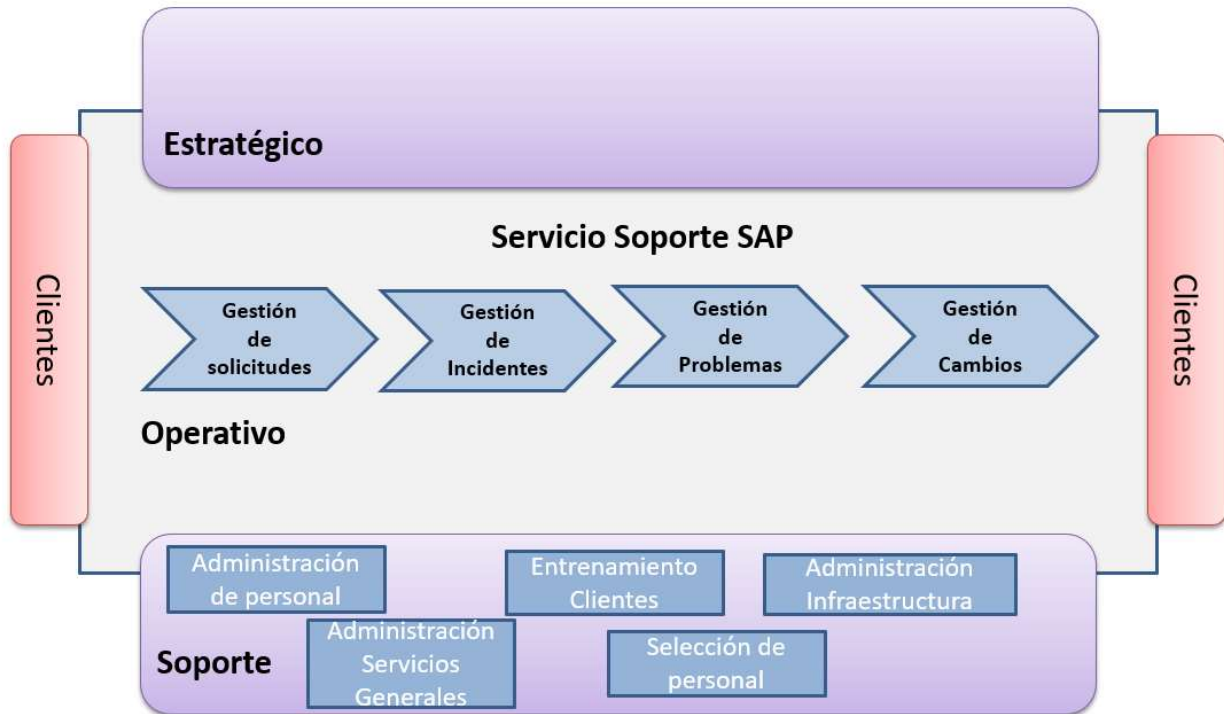 Estratégico
Servicio Soporte SAP
Clientes
Gestión
de
solicitudes
Gestión
de
Incidentes
Gestión
de
Problemas
Gestión
de
Cambios
Clientes
Operativo
Administración
de personal
Entrenamiento
Clientes
Administración
Infraestructura
Soporte
Administración
Servicios
Generales
Selección de
personal